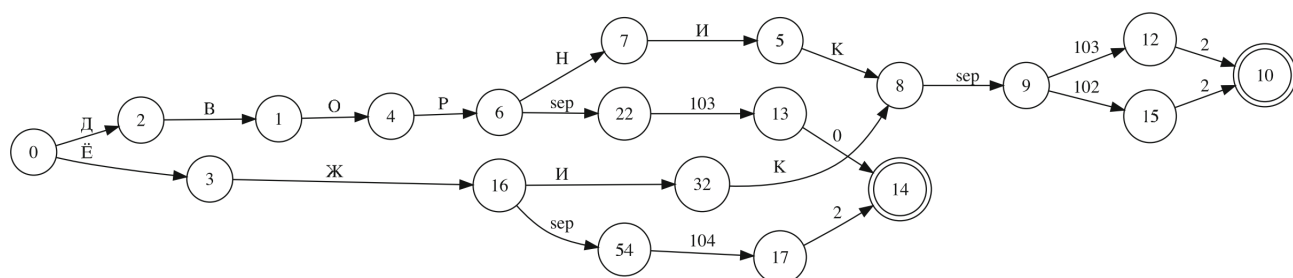 7 И 5 К 12
103 2
Н 8 sep 9 10
Д 2 В 1 О 4 Р 6 sep 22 103 13 102 15 2
0 Ё 0
3 Ж 16 И 32 К 14
sep 2
54 104 17